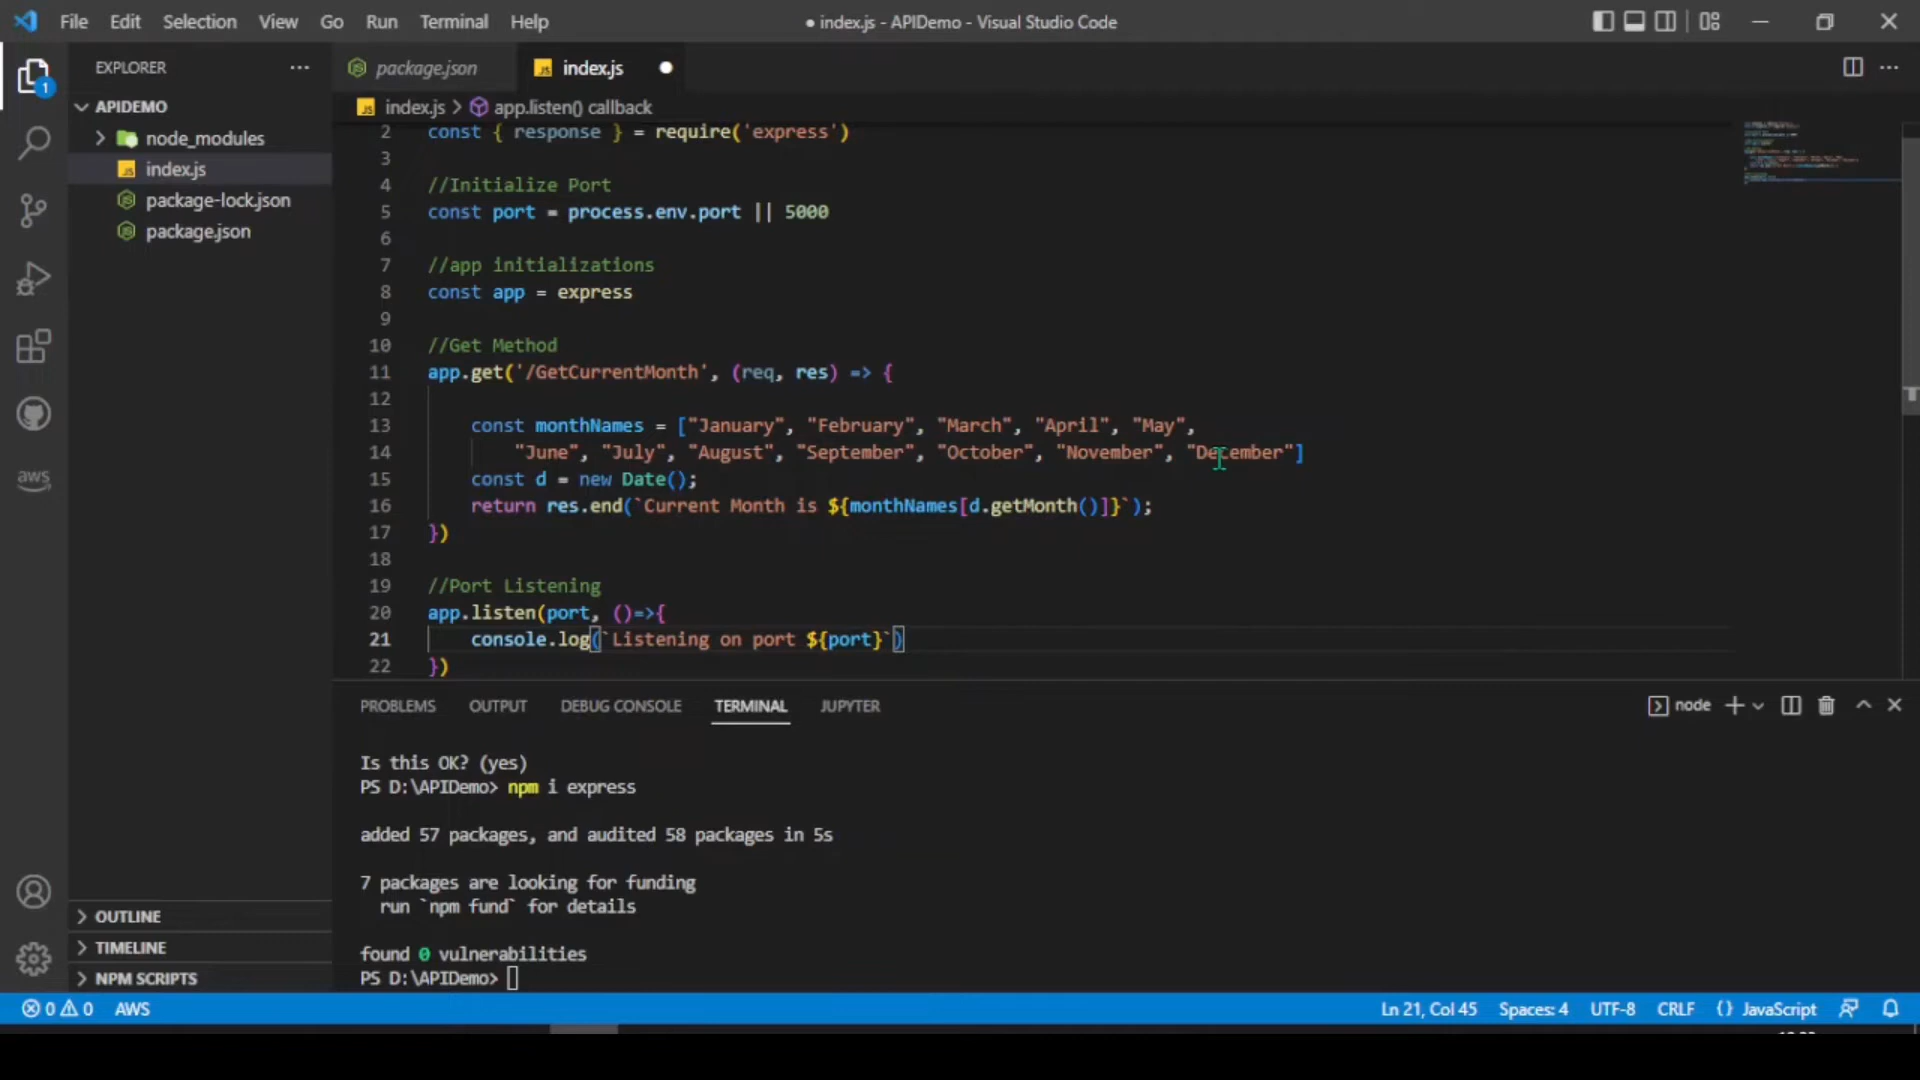 File Edit Selection View Go Run Terminal Help
● index.js - APIDemo - Visual Studio Code
EXPLORER
package.json
JS index.js
1
APIDEMO
JS index.js > app.listen() callback
node_modules
JS index.js
package-lock.json
package.json
2 const { response } = require('express')
3
4 //Initialize Port
5 const port = process.env.port || 5000
6
7 //app initializations
8 const app = express
9
10 //Get Method
11 app.get('/GetCurrentMonth', (req, res) => {
12
13 const monthNames = ["January", "February", "March", "April", "May",
14 "June", "July", "August", "September", "October", "November", "December"]
15 const d = new Date();
16 return res.end(`Current Month is ${monthNames[d.getMonth()]}`);
17 })
18
19 //Port Listening
20 app.listen(port, ()=>{
21 console.log(`Listening on port ${port}`)
22 })
aws
PROBLEMS OUTPUT DEBUG CONSOLE TERMINAL JUPYTER
node
Is this OK? (yes)
PS D:\APIDemo> npm i express
added 57 packages, and audited 58 packages in 5s
7 packages are looking for funding
run `npm fund` for details
found 0 vulnerabilities
PS D:\APIDemo>
OUTLINE
TIMELINE
NPM SCRIPTS
0 0 AWS
Ln 21, Col 45 Spaces: 4 UTF-8 CRLF {} JavaScript